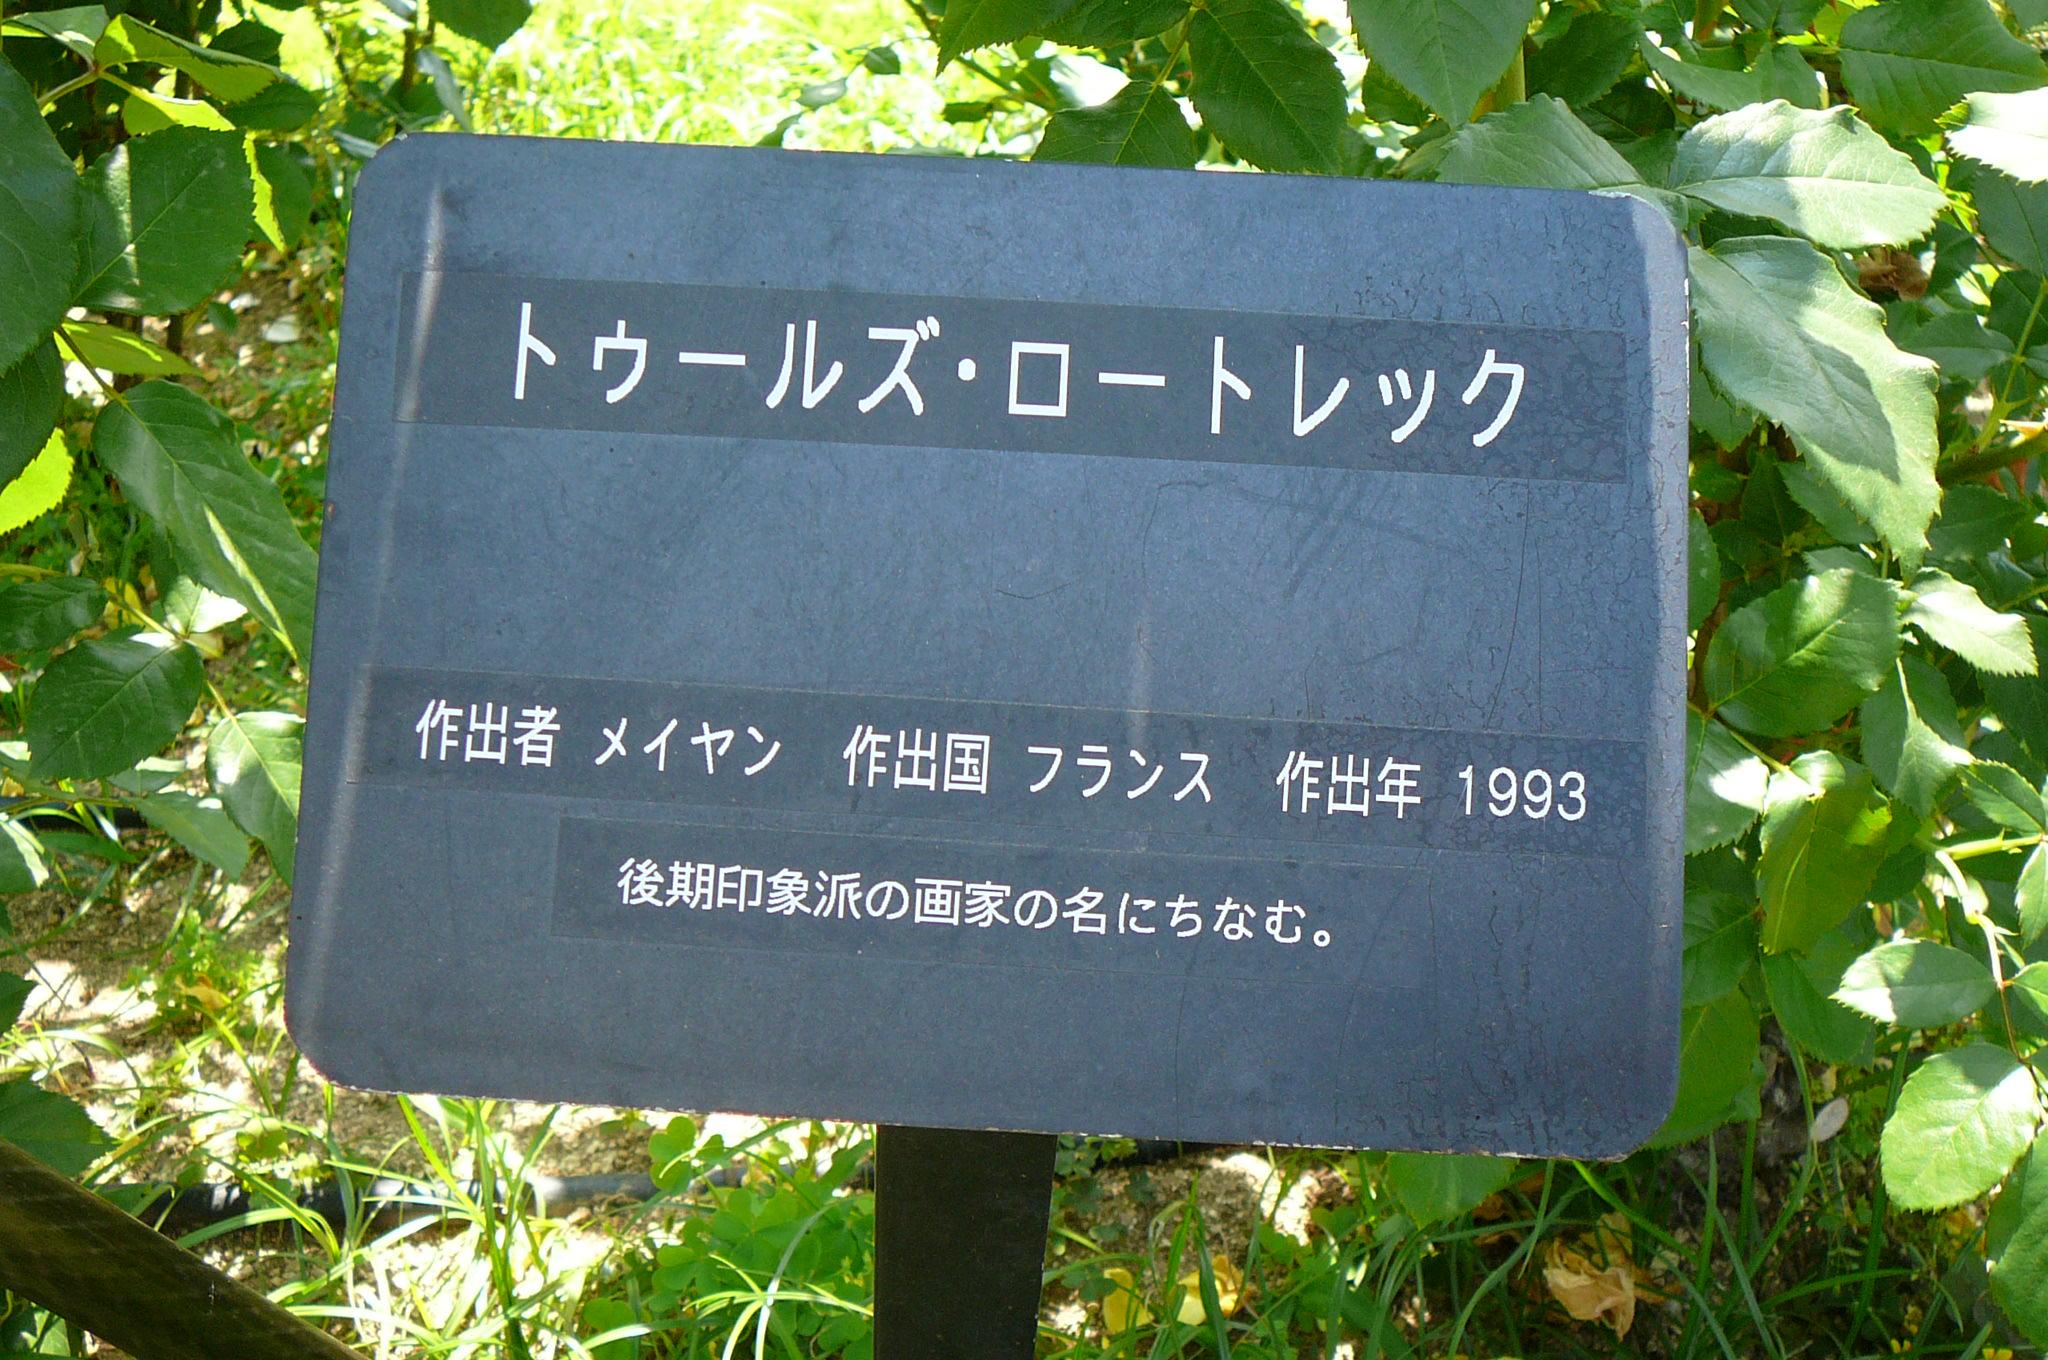 トゥールズ・ロートレック
作出者 メイヤン 作出国 フランス 作出年 1993
後期印象派の画家の名にちなむ。